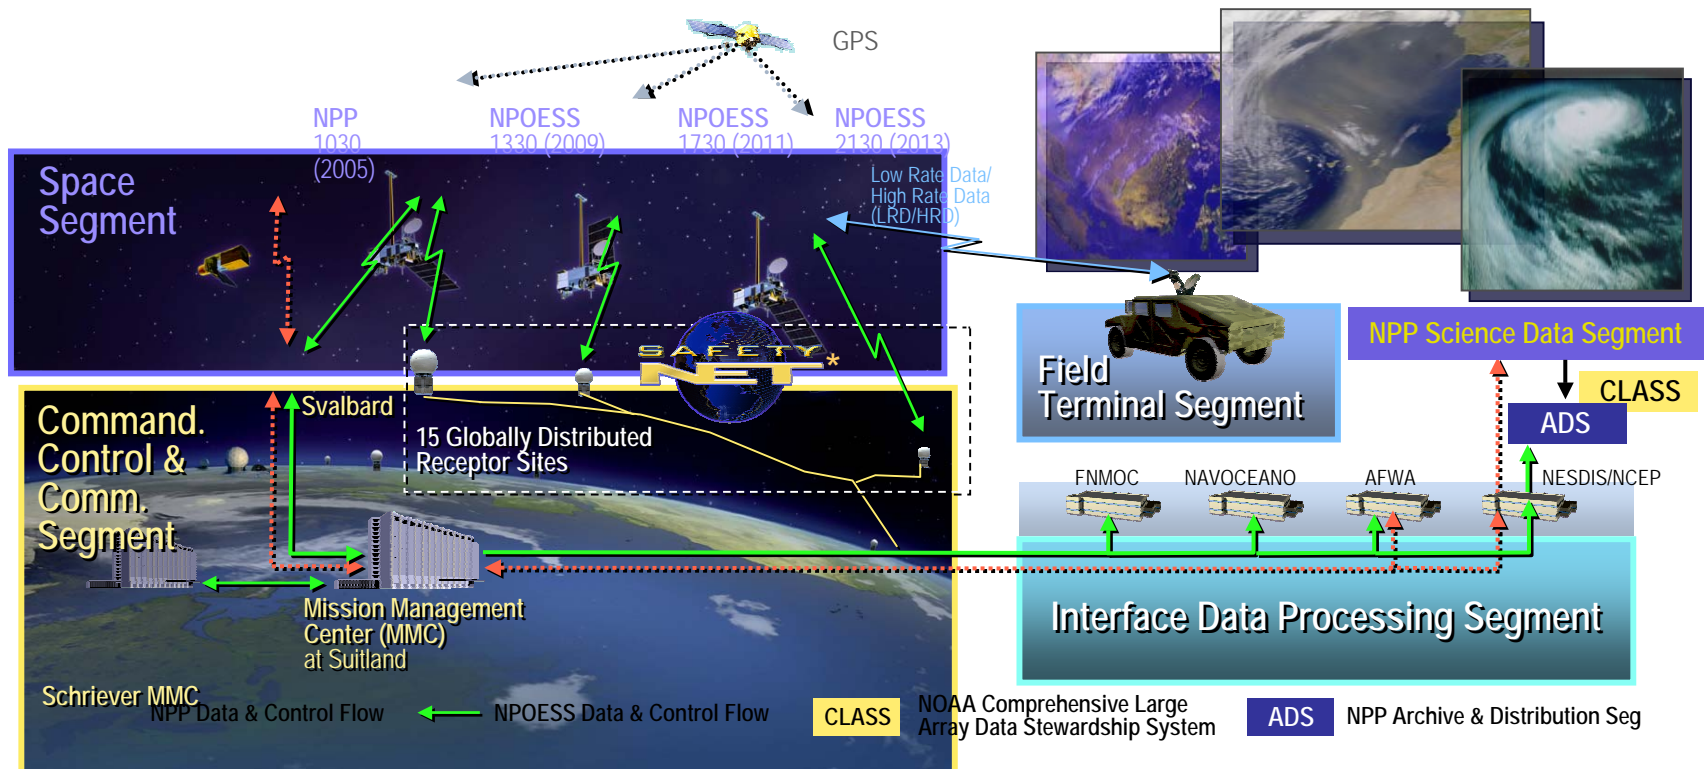 GPS
NPP
1030
(2005)
NPOESS
1330 (2009)
NPOESS
1730 (2011)
NPOESS
2130 (2013)
Space
Segment
Low Rate Data/
High Rate Data
(LRD/HRD)
SAFETY
NET*
Svalbard
15 Globally Distributed
Receptor Sites
Command.
Control &
Comm.
Segment
Mission Management
Center (MMC)
at Suitland
Schriever MMC
Field
Terminal Segment
NPP Science Data Segment
CLASS
ADS
FNMOC
NAVOCEANO
AFWA
NESDIS/NCEP
Interface Data Processing Segment
NPP Data & Control Flow
NPOESS Data & Control Flow
CLASS
NOAA Comprehensive Large
Array Data Stewardship System
ADS
NPP Archive & Distribution Seg